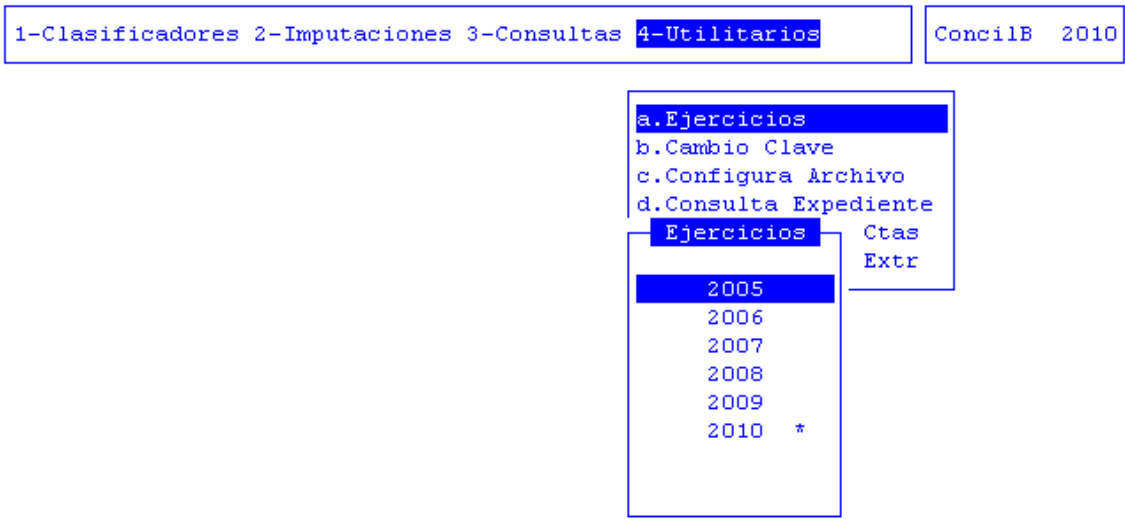 1-Clasificadores 2-Imputaciones 3-Consultas 4-Utilitarios
ConcilB 2010
a.Ejercicios
b.Cambio Clave
c.Configura Archivo
d.Consulta Expediente
Ctas
Extr
Ejercicios
2005
2006
2007
2008
2009
2010 *